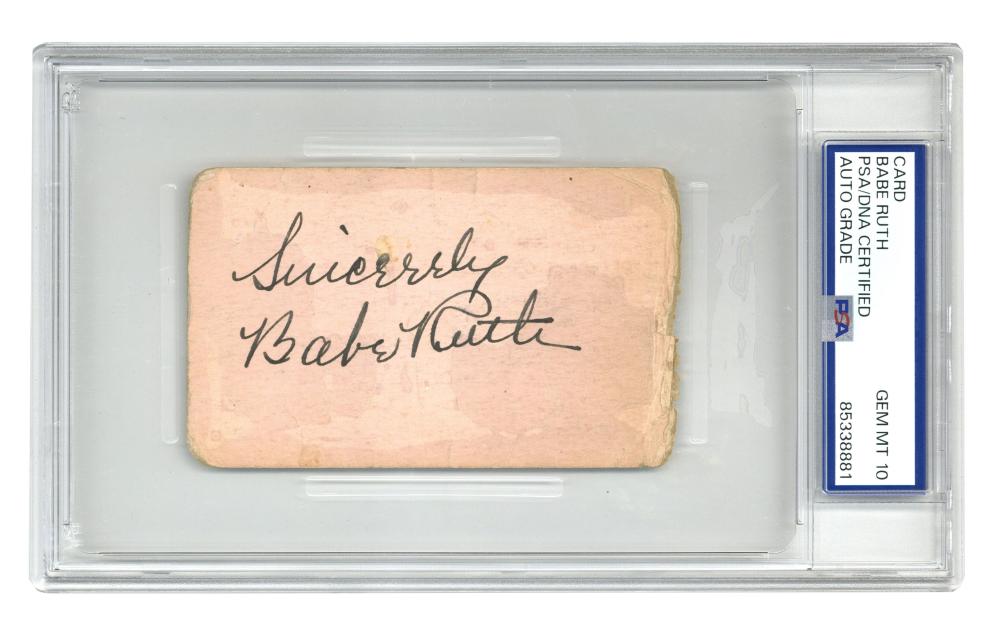 Sincerely
Babe Ruth
CARD
BABE RUTH
PSA/DNA CERTIFIED
AUTO GRADE
GEM MT 10
85338881
PSA